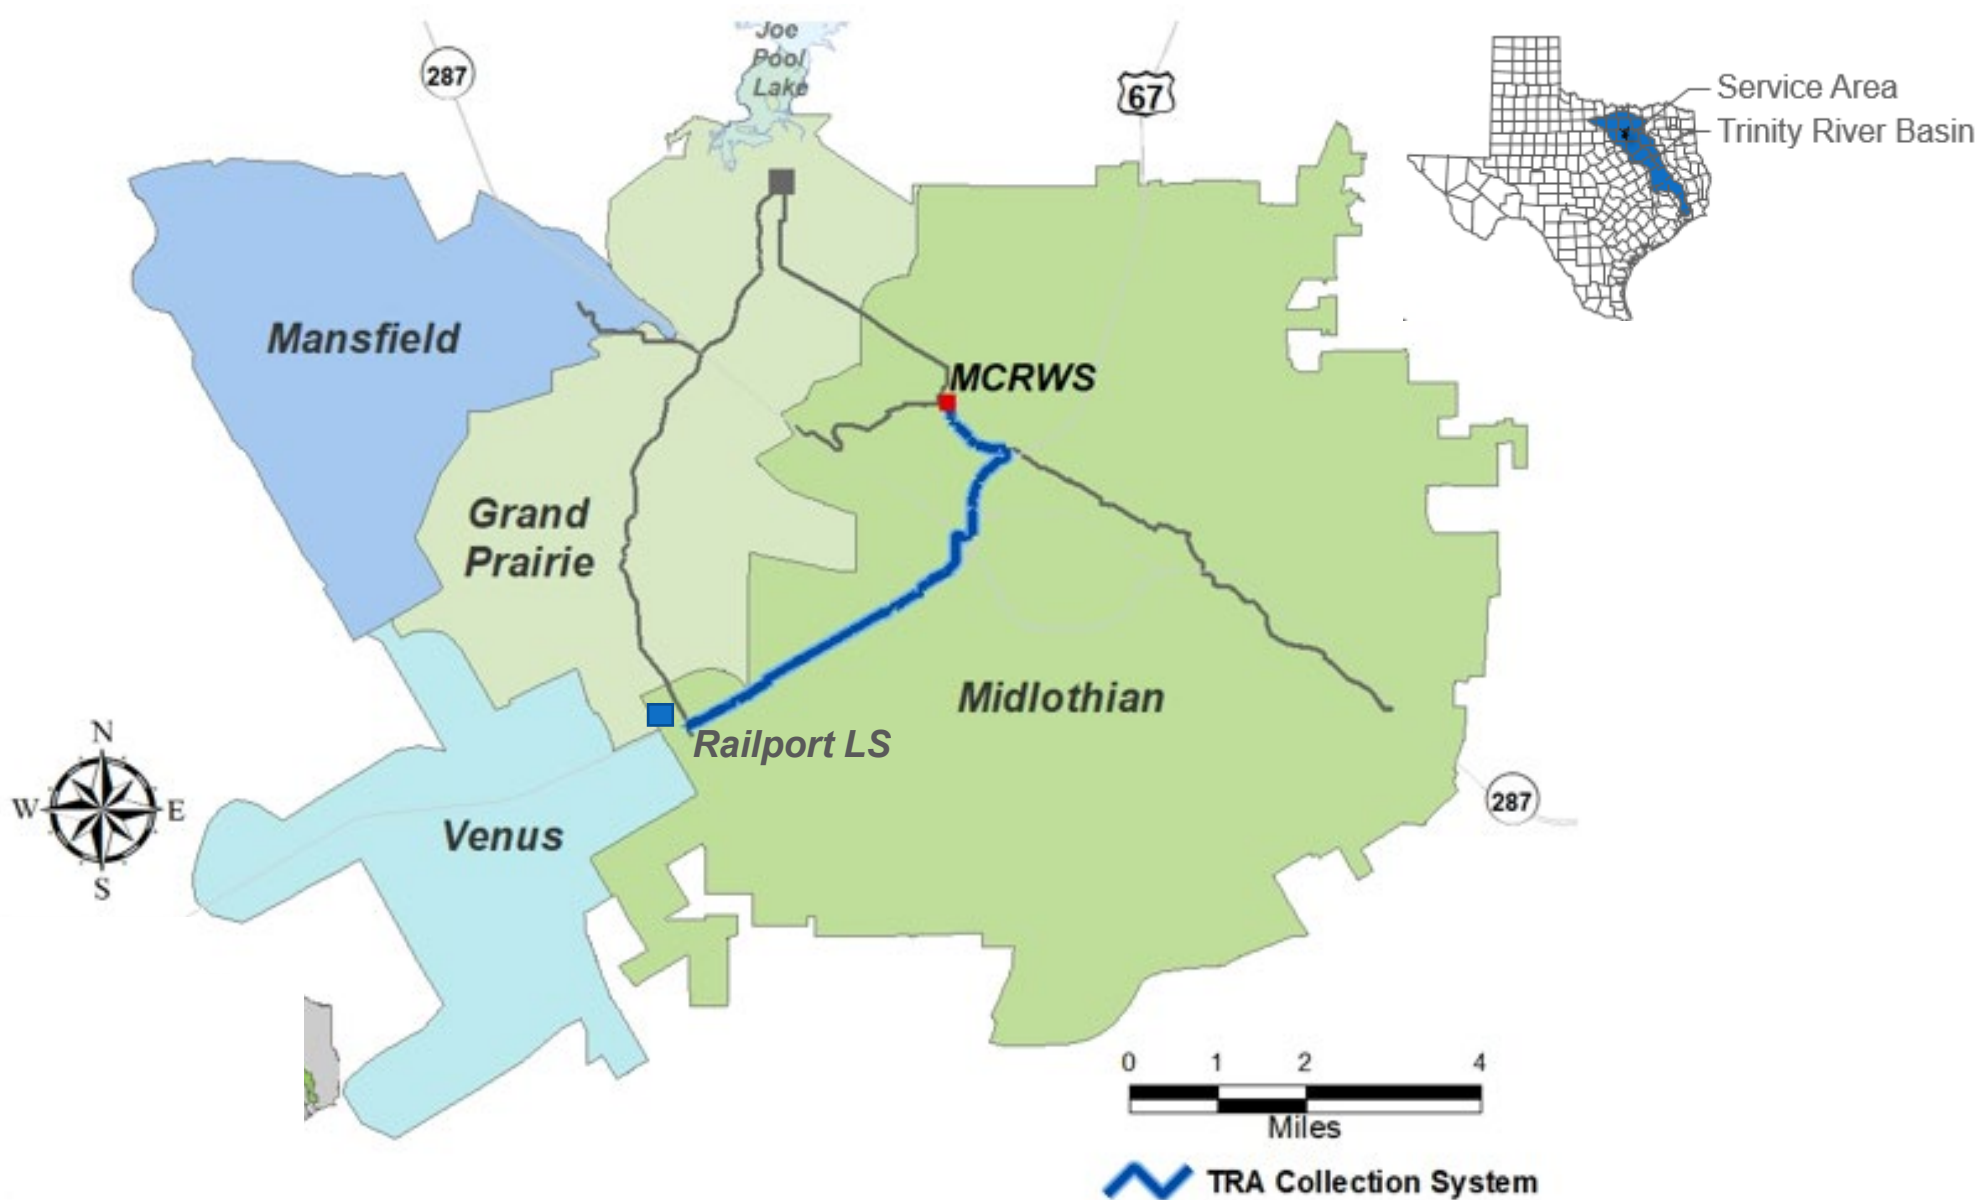 Joe
Pool
Lake
287
67
Service Area
Trinity River Basin
Mansfield
MCRWS
Grand
Prairie
Midlothian
Railport LS
N
W
E
S
287
Venus
0 1 2 4
Miles
TRA Collection System